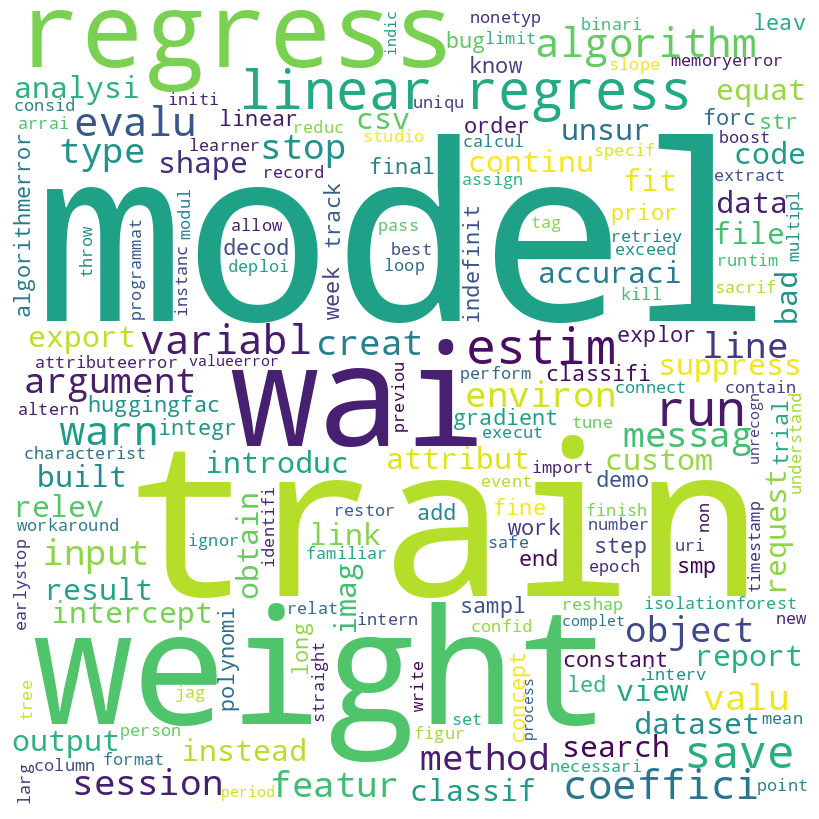 regress
indic
nonetyp
binari
leav
bug
limit
algorithm
know
slope
memoryerror
analysi
initi
linear regress
equat
consid
uniqu
arrai
evalu
linear
reduc
csv
studio
order
unsur
forc
str
boost
type
learner
shape
record
stop
final
calcul
continu
specif
code
extract
algorithmerror
throw
programmat
modul
instanc
allow
decod
deploi
week track
model
pass
best
loop
assign
tag
fit
prior
retriev
exceed
data
file
runtim
multipl
indefinit
accuraci
kill
sacrif
bad
export
variabl
creat
estim
explor
line
attributeerror
valueerror
wai
previou
perform
classifi
suppress
argument
environ
connect
contain
altern
huggingfac
integr
gradient
tune
run
warn
execut
messag
unrecogn
understand
trial
characterist
introduc
attribut
import
custom
built
train
event
demo
request
relev
restor
add
fine
finish
workaround
ignor
identifi
obtain
link
familiar
work
number
non
timestamp
input
safe
step
uri
end
epoch
smp
earlystop
result
imag
relat
sampl
reshap
isolationforest
intercept
weight
intern
confid
complet
object
new
polynomi
long
straight
constant
report
interv
tree
jag
write
led
view
valu
concept
process
output
person
set
figur
dataset
mean
instead
method
search
save
larg
column
format
necessari
session
period
featur
classif
coeffici
point